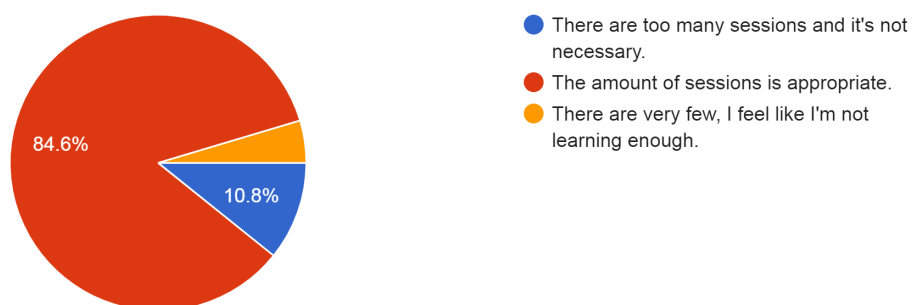 84.6%
10.8%
There are too many sessions and it's not
necessary.
The amount of sessions is appropriate.
There are very few, I feel like I'm not
learning enough.